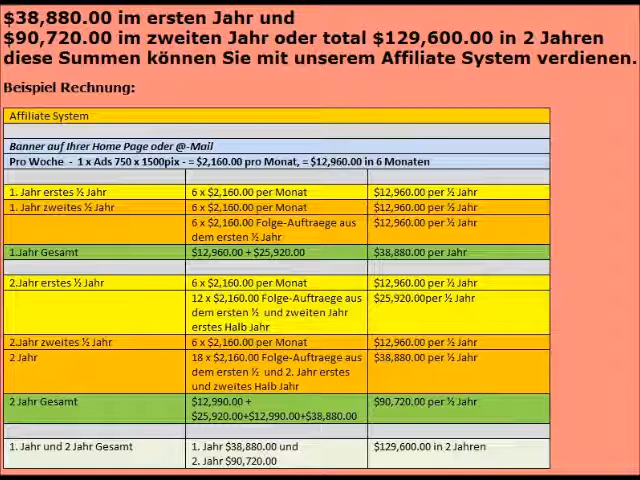 $38,880.00 im ersten Jahr und
$90,720.00 im zweiten Jahr oder total $129,600.00 in 2 Jahren
diese Summen können Sie mit unserem Affiliate System verdienen.
Beispiel Rechnung:
Affiliate System
Banner auf Ihrer Home Page oder @-Mail
Pro Woche - 1 x Ads 750 x 1500pix - = $2,160.00 pro Monat, = $12,960.00 in 6 Monaten
1. Jahr erstes ½ Jahr 6 x $2,160.00 per Monat $12,960.00 per ½ Jahr
1. Jahr zweites ½ Jahr 6 x $2,160.00 per Monat $12,960.00 per ½ Jahr
6 x $2,160.00 Folge-Auftraege aus $12,960.00 per ½ Jahr
dem ersten ½ Jahr
1.Jahr Gesamt $12,960.00 + $25,920.00 $38,880.00 per Jahr
2.Jahr erstes ½ Jahr 6 x $2,160.00 per Monat $12,960.00 per ½ Jahr
12 x $2,160.00 Folge-Auftraege aus $25,920.00per ½ Jahr
dem ersten ½ und zweiten Jahr
erstes Halb Jahr
2.Jahr zweites ½ Jahr 6 x $2,160.00 per Monat $12,960.00 per ½ Jahr
2 Jahr 18 x $2,160.00 Folge-Auftraege aus $38,880.00 per ½ Jahr
dem ersten ½ und 2. Jahr erstes
und zweites Halb Jahr
2 Jahr Gesamt $12,990.00 + $90,720.00 per ½ Jahr
$25,920.00+$12,990.00+$38,880.00
1. Jahr und 2 Jahr Gesamt 1. Jahr $38,880.00 und $129,600.00 in 2 Jahren
2. Jahr $90,720.00